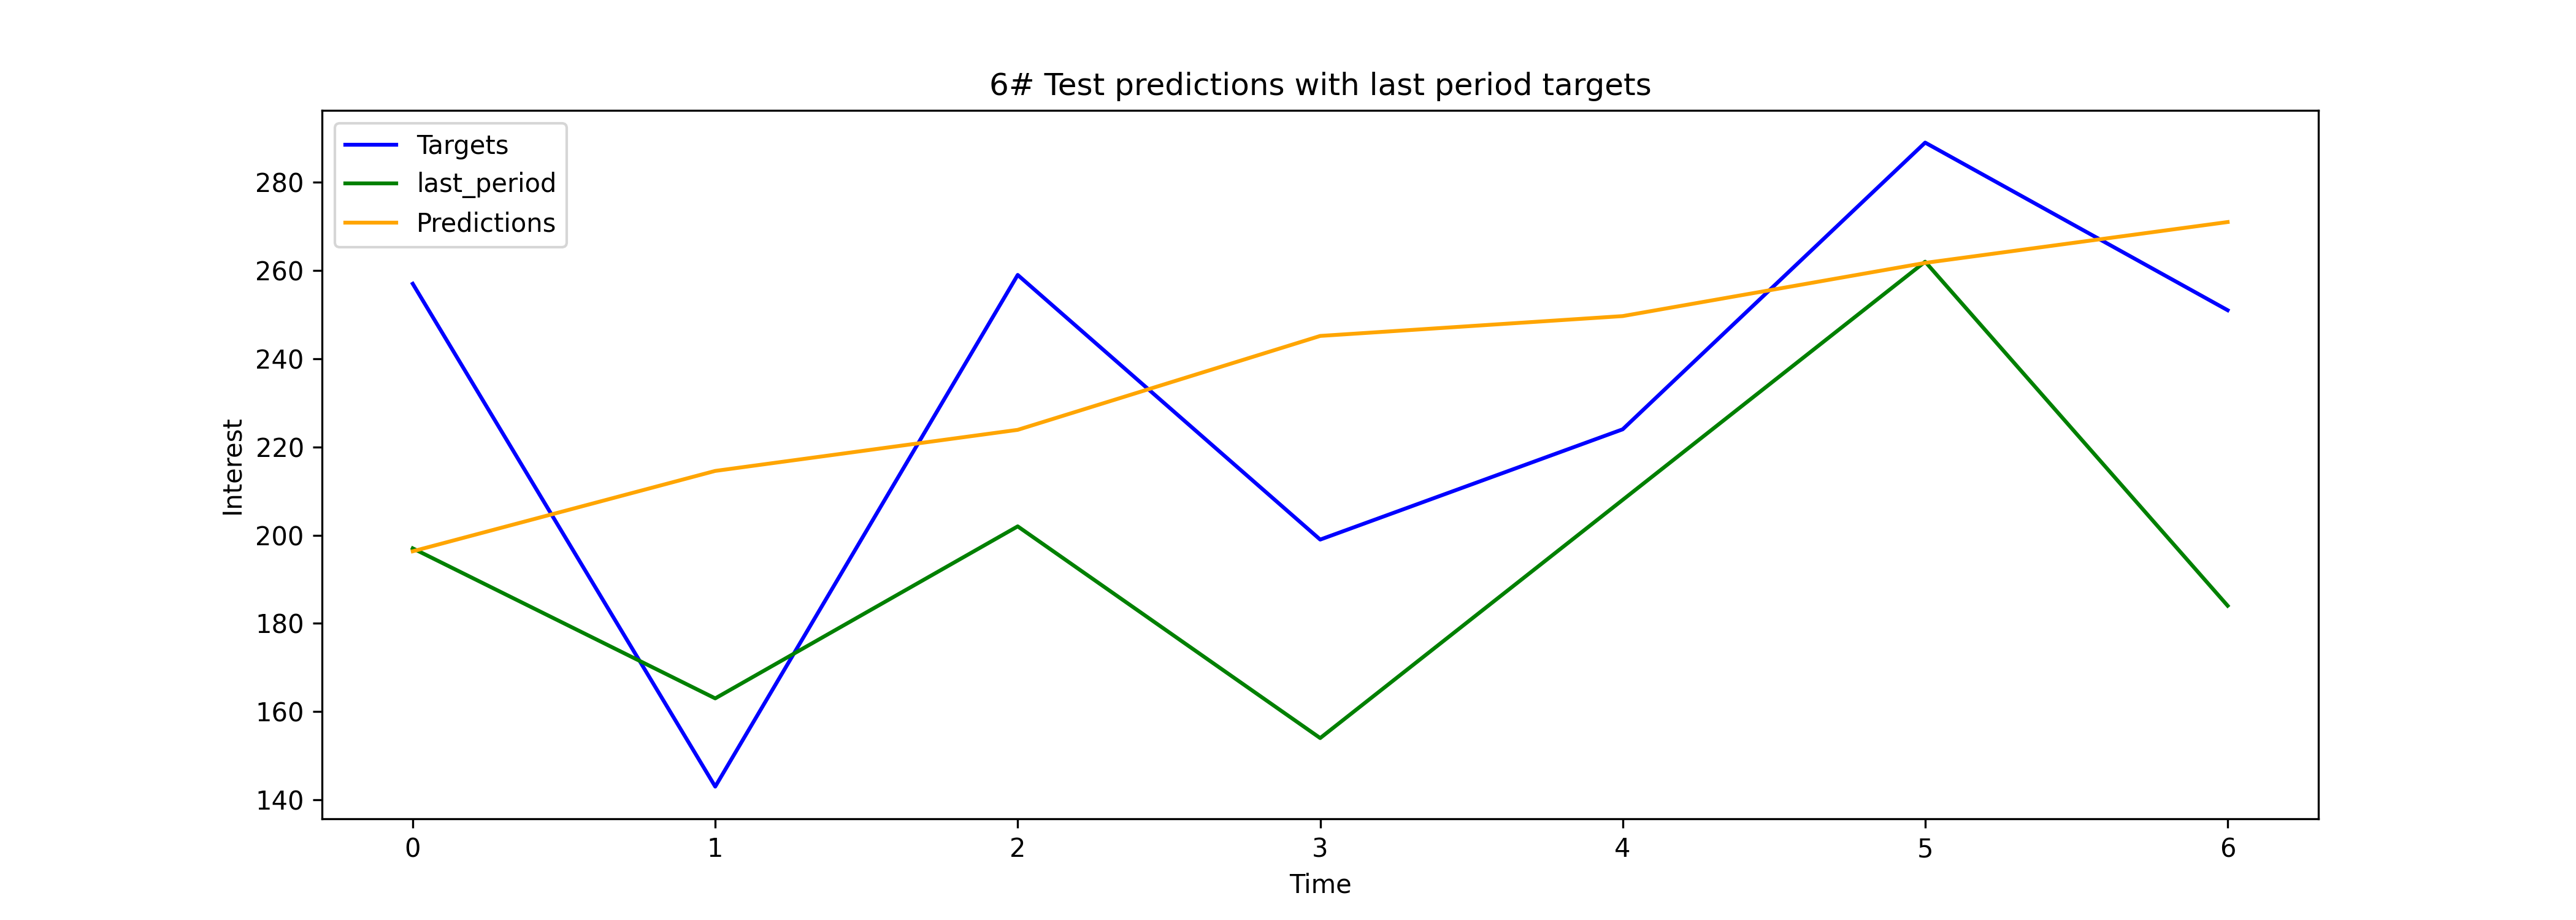 6# Test predictions with last period targets
Targets
last_period
Predictions
280
260
240
220
200
180
160
140
Interest
0 1 2 3 4 5 6
Time